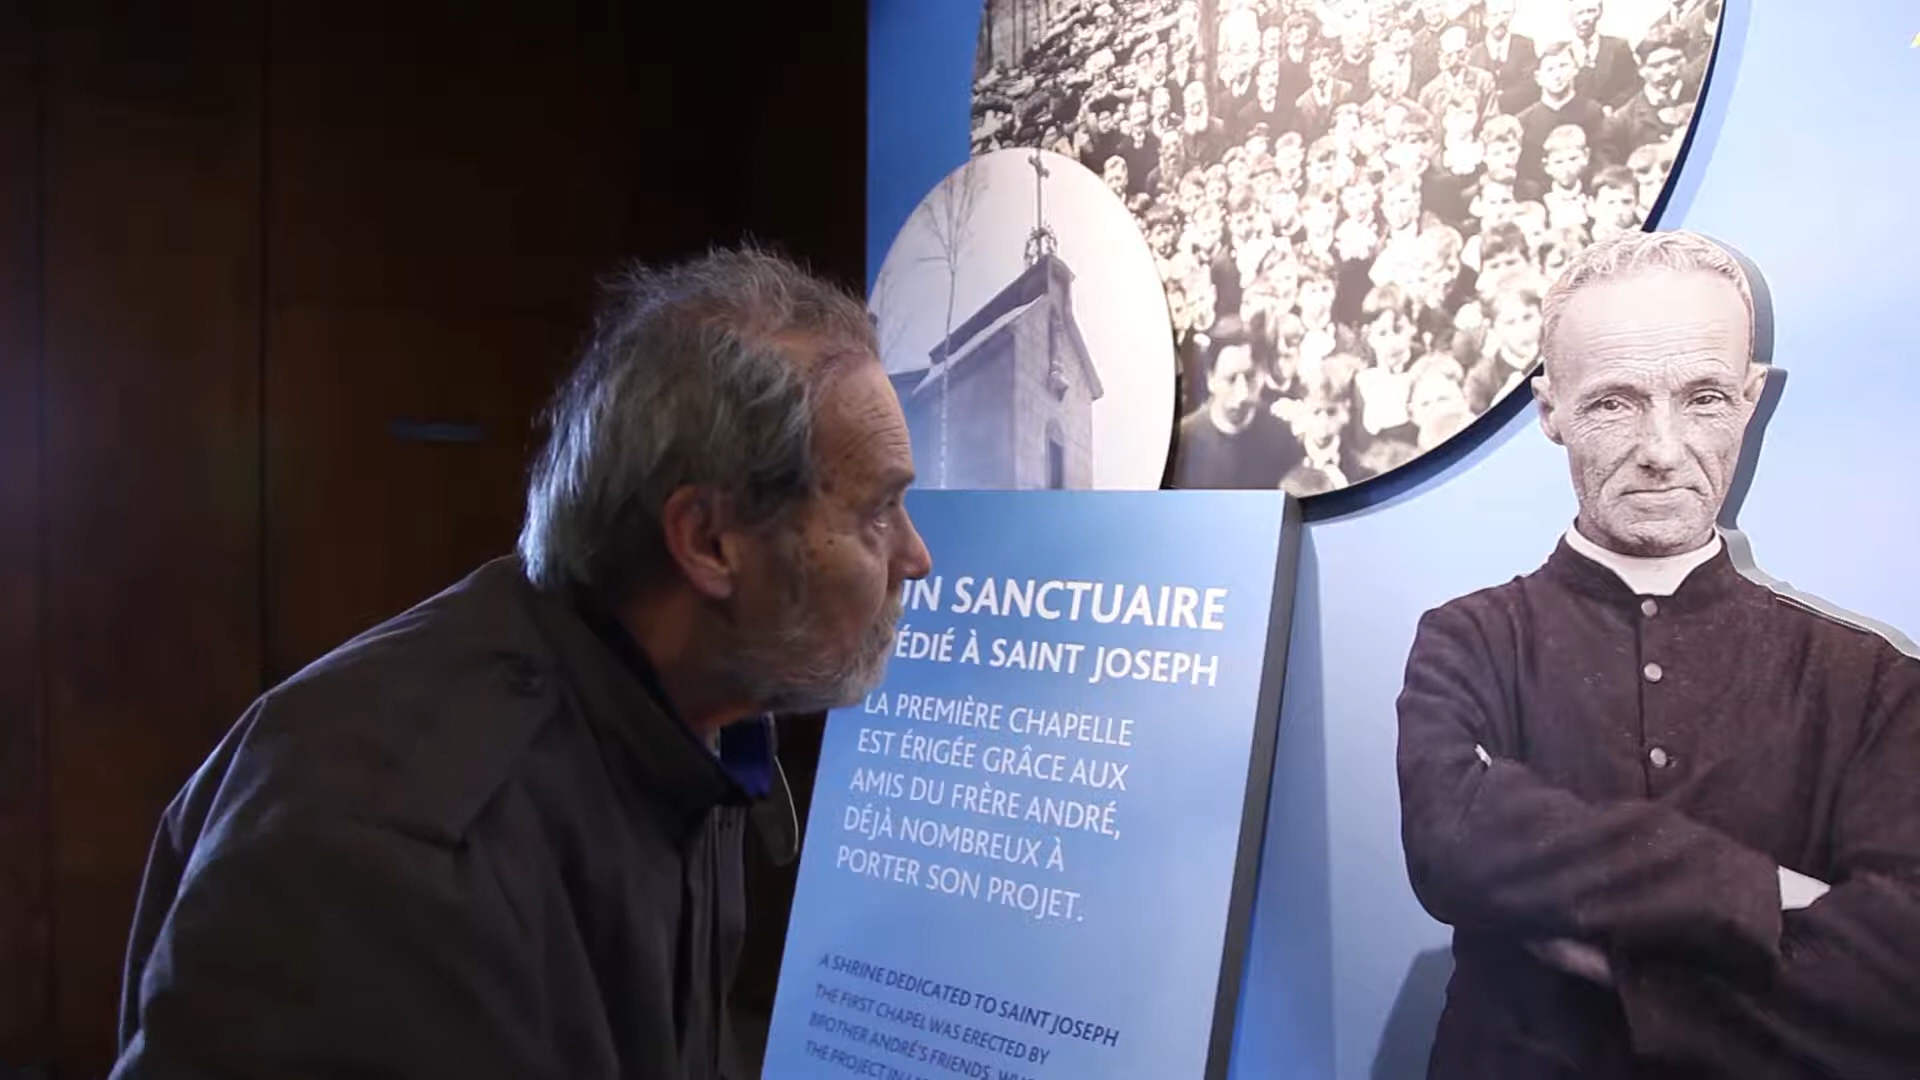 UN SANCTUAIRE
ÉDIÉ À SAINT JOSEPH
LA PREMIÈRE CHAPELLE
EST ÉRIGÉE GRÂCE AUX
AMIS DU FRÈRE ANDRÉ,
DÉJÀ NOMBREUX À
PORTER SON PROJET.
A SHRINE DEDICATED TO SAINT JOSEPH
THE FIRST CHAPEL WAS ERECTED BY
BROTHER ANDRÉ'S FRIENDS,
THE PROJECT IN